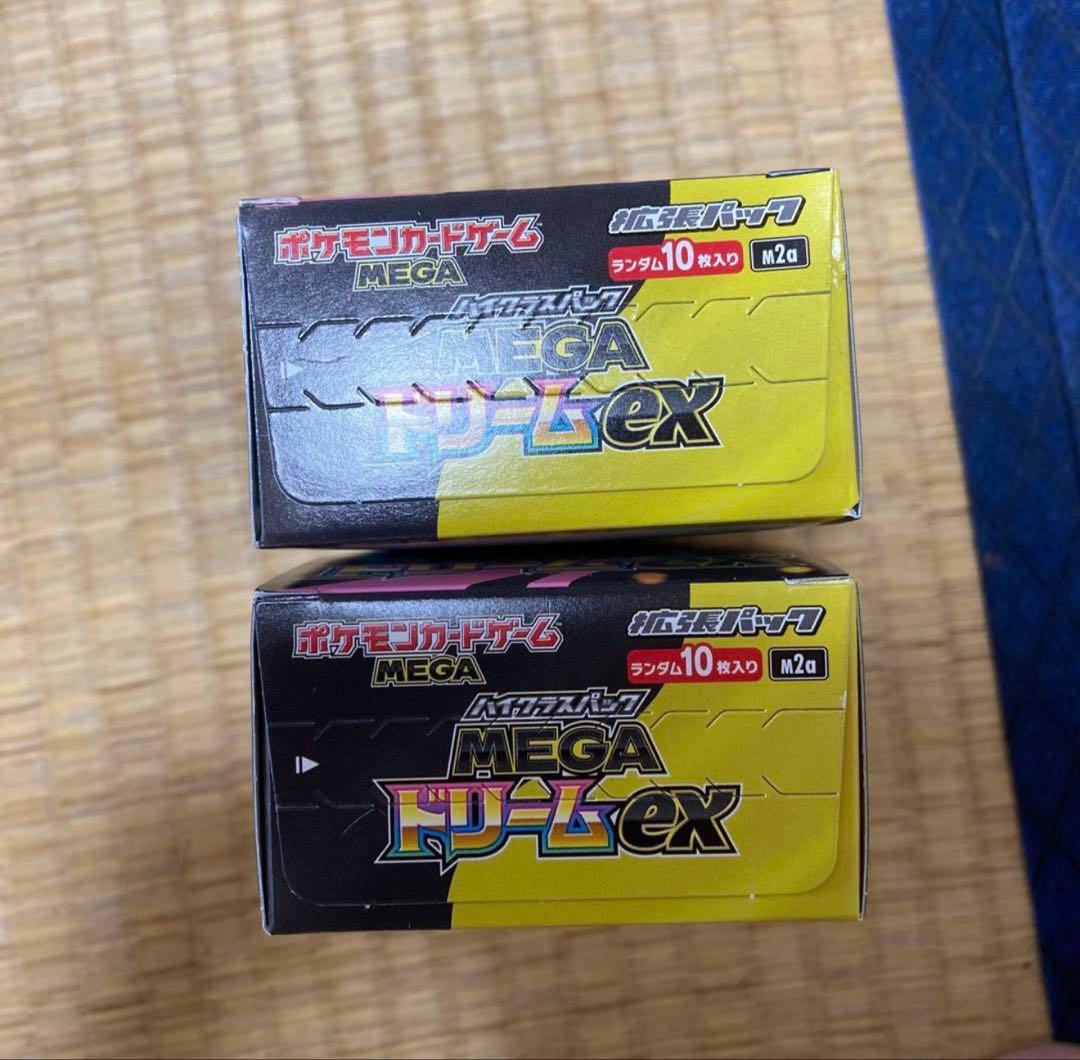 ポケモンカードゲーム
MEGA
拡張パック
ランダム10枚入り M2a
ハイクラスパック
MEGA
ドリームex
ポケモンカードゲーム
MEGA
拡張パック
ランダム10枚入り M2a
ハイクラスパック
MEGA
ドリームex